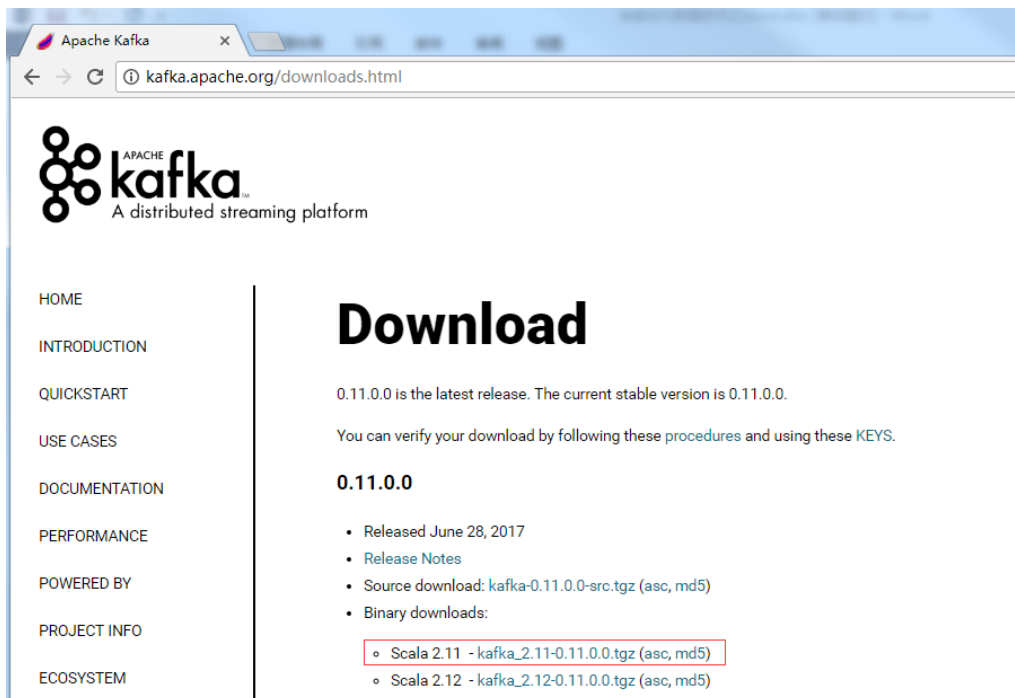 Apache Kafka
kafka.apache.org/downloads.html
APACHE
kafka™
A distributed streaming platform
HOME
INTRODUCTION
QUICKSTART
USE CASES
DOCUMENTATION
PERFORMANCE
POWERED BY
PROJECT INFO
ECOSYSTEM
Download
0.11.0.0 is the latest release. The current stable version is 0.11.0.0.
You can verify your download by following these procedures and using these KEYS.
0.11.0.0
• Released June 28, 2017
• Release Notes
• Source download: kafka-0.11.0.0-src.tgz (asc, md5)
• Binary downloads:
◦ Scala 2.11 - kafka_2.11-0.11.0.0.tgz (asc, md5)
◦ Scala 2.12 - kafka_2.12-0.11.0.0.tgz (asc, md5)